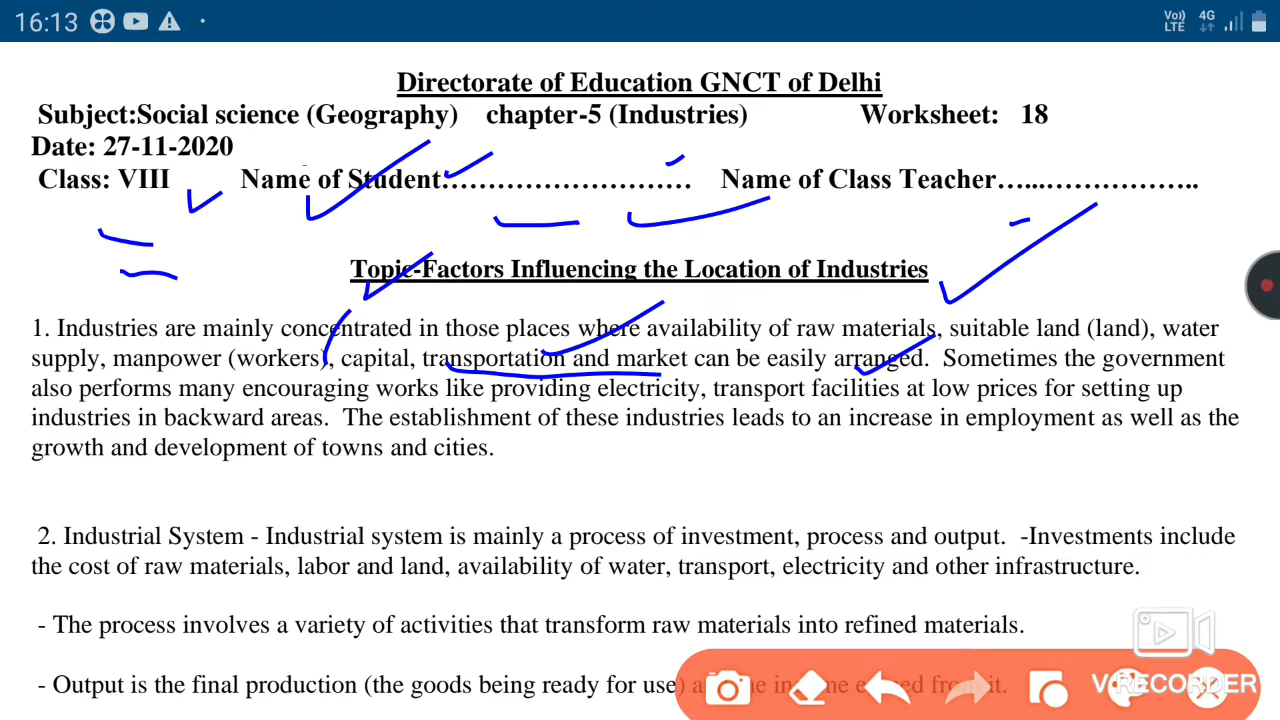 16:13 Vo) LTE 4G
Directorate of Education GNCT of Delhi
Subject:Social science (Geography) chapter-5 (Industries) Worksheet: 18
Date: 27-11-2020
Class: VIII Name of Student:………………………… Name of Class Teacher…...……………..
Topic-Factors Influencing the Location of Industries
1. Industries are mainly concentrated in those places where availability of raw materials, suitable land (land), water
supply, manpower (workers), capital, transportation and market can be easily arranged. Sometimes the government
also performs many encouraging works like providing electricity, transport facilities at low prices for setting up
industries in backward areas. The establishment of these industries leads to an increase in employment as well as the
growth and development of towns and cities.
2. Industrial System - Industrial system is mainly a process of investment, process and output. -Investments include
the cost of raw materials, labor and land, availability of water, transport, electricity and other infrastructure.
- The process involves a variety of activities that transform raw materials into refined materials.
- Output is the final production (the goods being ready for use) it.
V RECORDER